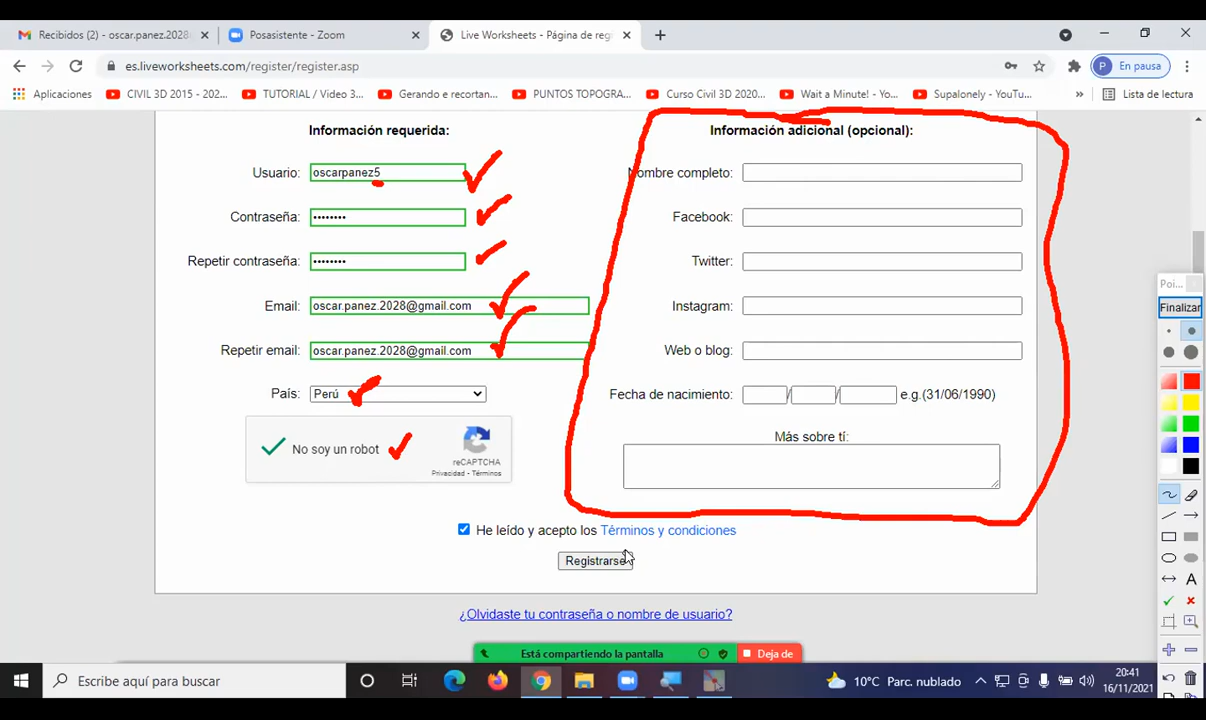 Recibidos (2) - oscar.panez.2028
Posasistente - Zoom
Live Worksheets - Página de regi
es.liveworksheets.com/register/register.asp
P En pausa
Aplicaciones
CIVIL 3D 2015 - 202...
TUTORIAL / Video 3...
Gerando e recortan...
PUNTOS TOPOGRA...
Curso Civil 3D 2020...
Wait a Minute! - Yo...
Supalonely - YouTu...
»
Lista de lectura
Información requerida:
Información adicional (opcional):
Usuario: oscarpanez5
Nombre completo:
Contraseña: ••••••••
Facebook:
Repetir contraseña: ••••••••
Twitter:
Email: oscar.panez.2028@gmail.com
Instagram:
Repetir email: oscar.panez.2028@gmail.com
Web o blog:
País: Perú
Fecha de nacimiento: / / e.g.(31/06/1990)
Más sobre tí:
No soy un robot
reCAPTCHA
Privacidad - Términos
He leído y acepto los Términos y condiciones
Registrarse
¿Olvidaste tu contraseña o nombre de usuario?
Poi...
Finalizar
A
Está compartiendo la pantalla
Deja de
Escribe aquí para buscar
10°C Parc. nublado
20:41
16/11/2021